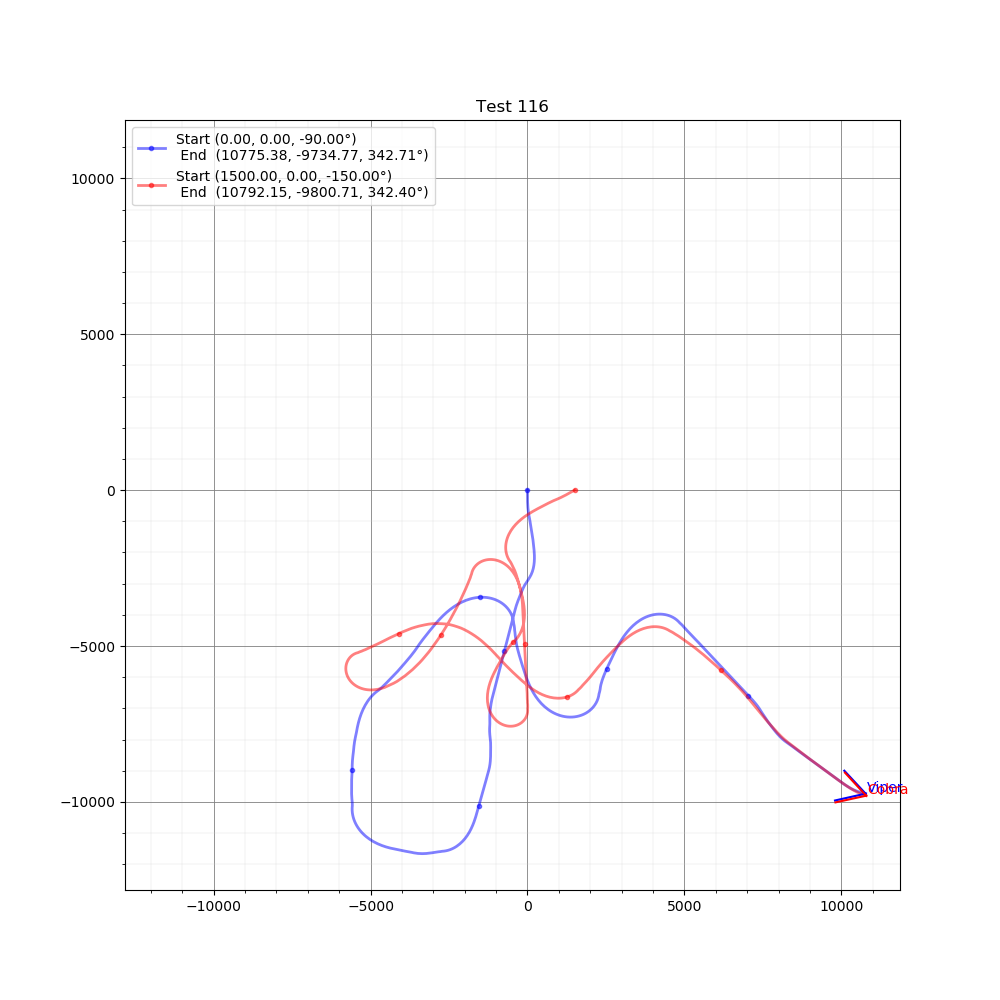 Test 116
Start (0.00, 0.00, -90.00°)
End (10775.38, -9734.77, 342.71°)
Start (1500.00, 0.00, -150.00°)
End (10792.15, -9800.71, 342.40°)
10000
5000
0
−5000
−10000
Viper
Cobra
−10000
−5000
0
5000
10000